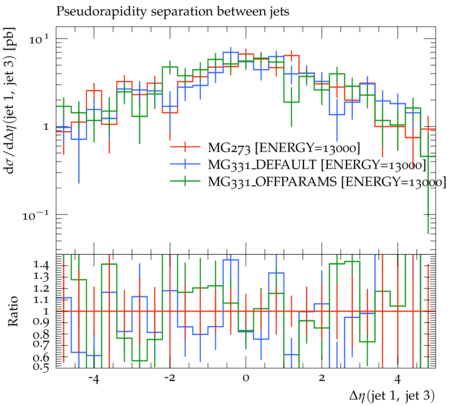 Pseudorapidity separation between jets
dσ/dΔη(jet 1, jet 3) [pb]
10¹
1
10⁻¹
MG273 [ENERGY=13000]
MG331_DEFAULT [ENERGY=13000]
MG331_OFFPARAMS [ENERGY=13000]
Ratio
1.4
1.3
1.2
1.1
1
0.9
0.8
0.7
0.6
0.5
-4 -2 0 2 4
Δη(jet 1, jet 3)